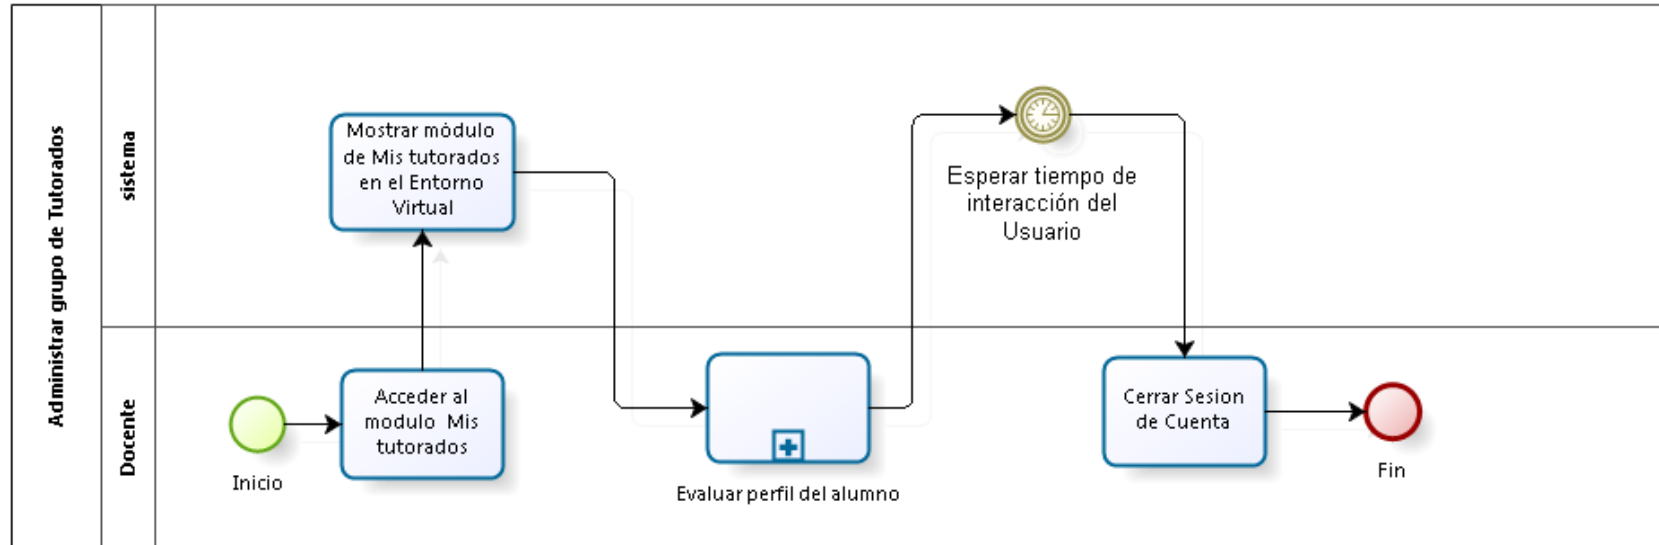 Administrar grupo de Tutorados
sistema
Mostrar módulo
de Mis tutorados
en el Entorno
Virtual
Esperar tiempo de
interacción del
Usuario
Docente
Inicio
Acceder al
modulo Mis
tutorados
Evaluar perfil del alumno
Cerrar Sesion
de Cuenta
Fin